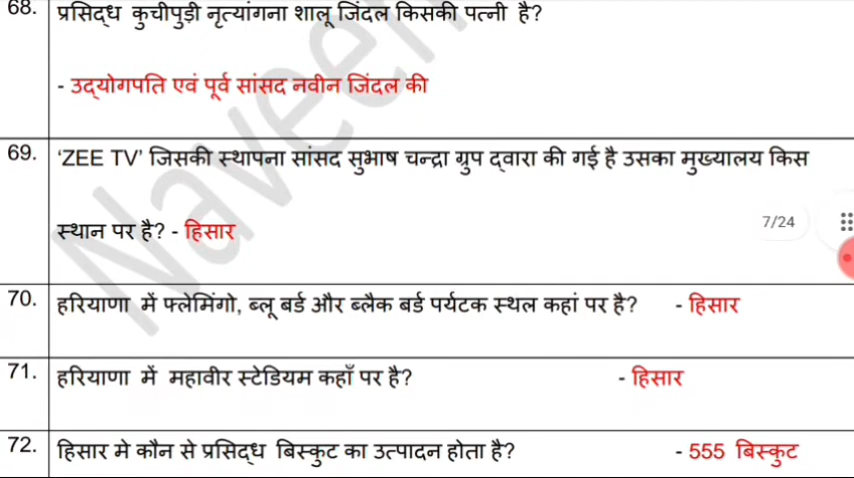 68. प्रसिद्ध कुचीपुड़ी नृत्यांगना शालू जिंदल किसकी पत्नी है?
- उद्योगपति एवं पूर्व सांसद नवीन जिंदल की
69. ‘ZEE TV’ जिसकी स्थापना सांसद सुभाष चन्द्रा ग्रुप द्वारा की गई है उसका मुख्यालय किस
स्थान पर है? - हिसार
7/24
70. हरियाणा में फ्लेमिंगो, ब्लू बर्ड और ब्लैक बर्ड पर्यटक स्थल कहां पर है? - हिसार
71. हरियाणा में महावीर स्टेडियम कहाँ पर है? - हिसार
72. हिसार मे कौन से प्रसिद्ध बिस्कुट का उत्पादन होता है? - 555 बिस्कुट
Naveen